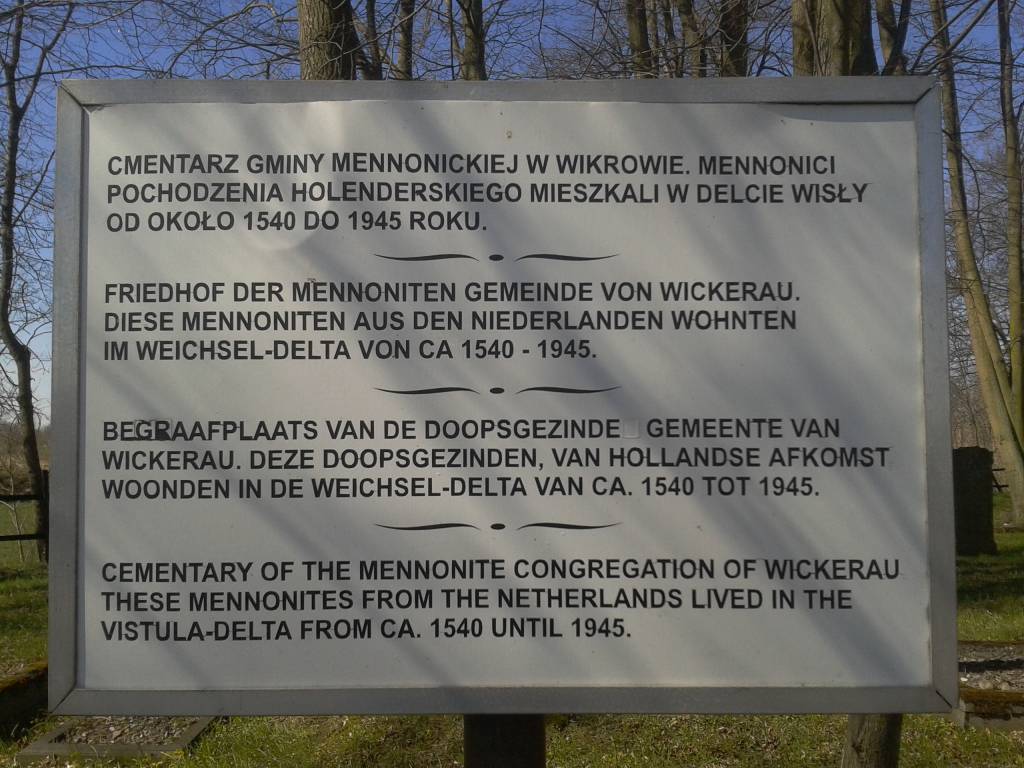 CMENTARZ GMINY MENNONICKIEJ W WIKROWIE. MENNONICI
POCHODZENIA HOLENDERSKIEGO MIESZKALI W DELCIE WISŁY
OD OKOŁO 1540 DO 1945 ROKU.
FRIEDHOF DER MENNONITEN GEMEINDE VON WICKERAU.
DIESE MENNONITEN AUS DEN NIEDERLANDEN WOHNTEN
IM WEICHSEL-DELTA VON CA 1540 - 1945.
BEGRAAFPLAATS VAN DE DOOPSGEZINDE GEMEENTE VAN
WICKERAU. DEZE DOOPSGEZINDEN, VAN HOLLANDSE AFKOMST
WOONDEN IN DE WEICHSEL-DELTA VAN CA. 1540 TOT 1945.
CEMENTARY OF THE MENNONITE CONGREGATION OF WICKERAU
THESE MENNONITES FROM THE NETHERLANDS LIVED IN THE
VISTULA-DELTA FROM CA. 1540 UNTIL 1945.